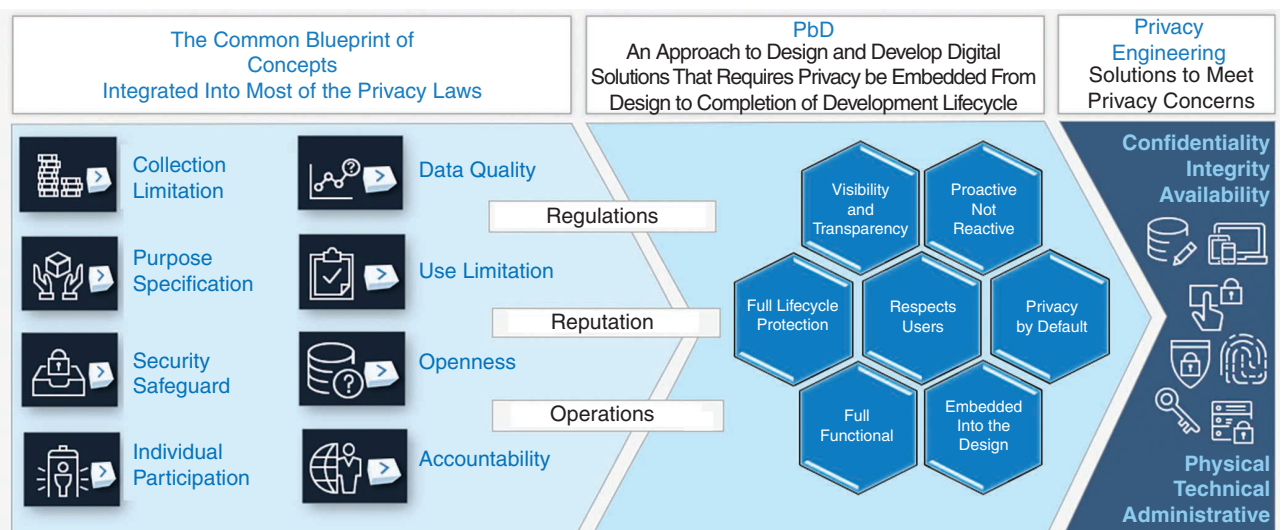 The Common Blueprint of
Concepts
Integrated Into Most of the Privacy Laws
PbD
An Approach to Design and Develop Digital
Solutions That Requires Privacy be Embedded From
Design to Completion of Development Lifecycle
Privacy
Engineering
Solutions to Meet
Privacy Concerns
Collection
Limitation
Data Quality
Purpose
Specification
Use Limitation
Security
Safeguard
Openness
Individual
Participation
Accountability
Regulations
Reputation
Operations
Visibility
and
Transparency
Proactive
Not
Reactive
Full Lifecycle
Protection
Respects
Users
Privacy
by Default
Full
Functional
Embedded
Into the
Design
Confidentiality
Integrity
Availability
Physical
Technical
Administrative